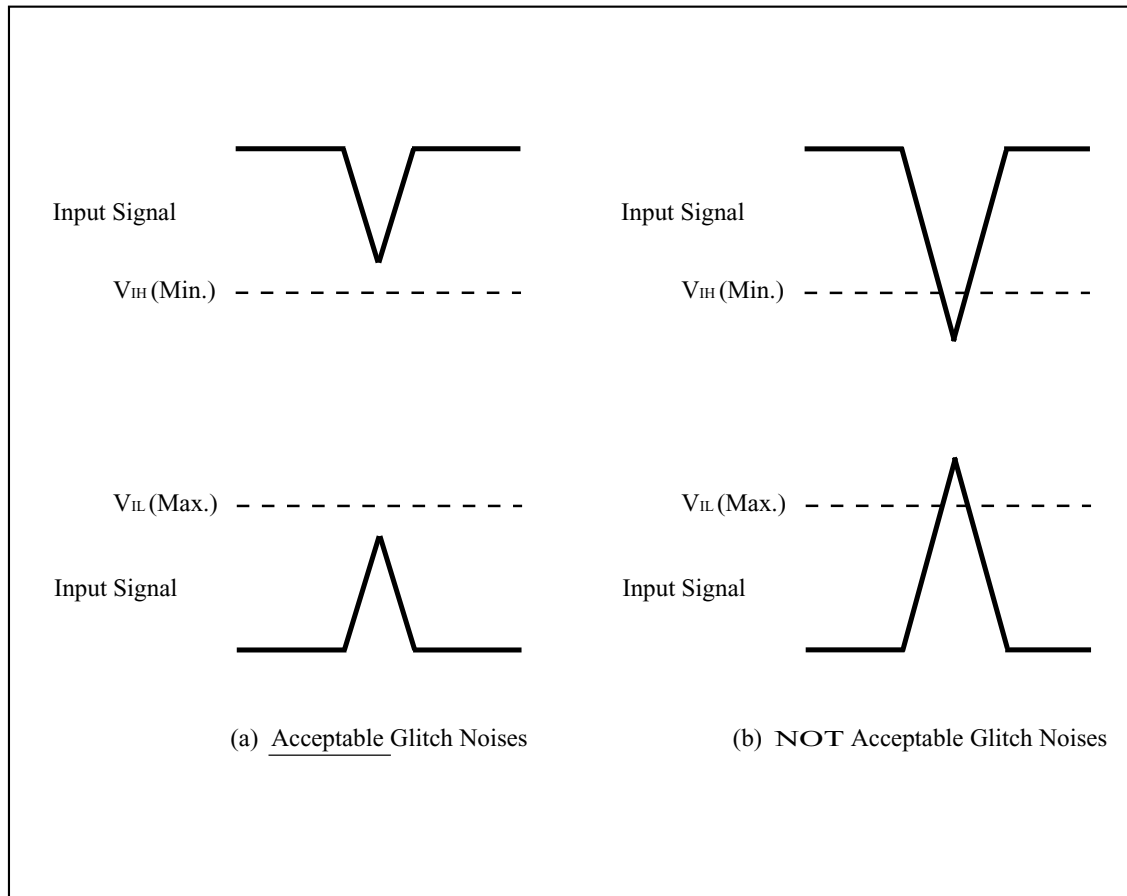 Input Signal
VIH (Min.)
VIL (Max.)
Input Signal
(a) Acceptable Glitch Noises
Input Signal
VIH (Min.)
VIL (Max.)
Input Signal
(b) NOT Acceptable Glitch Noises